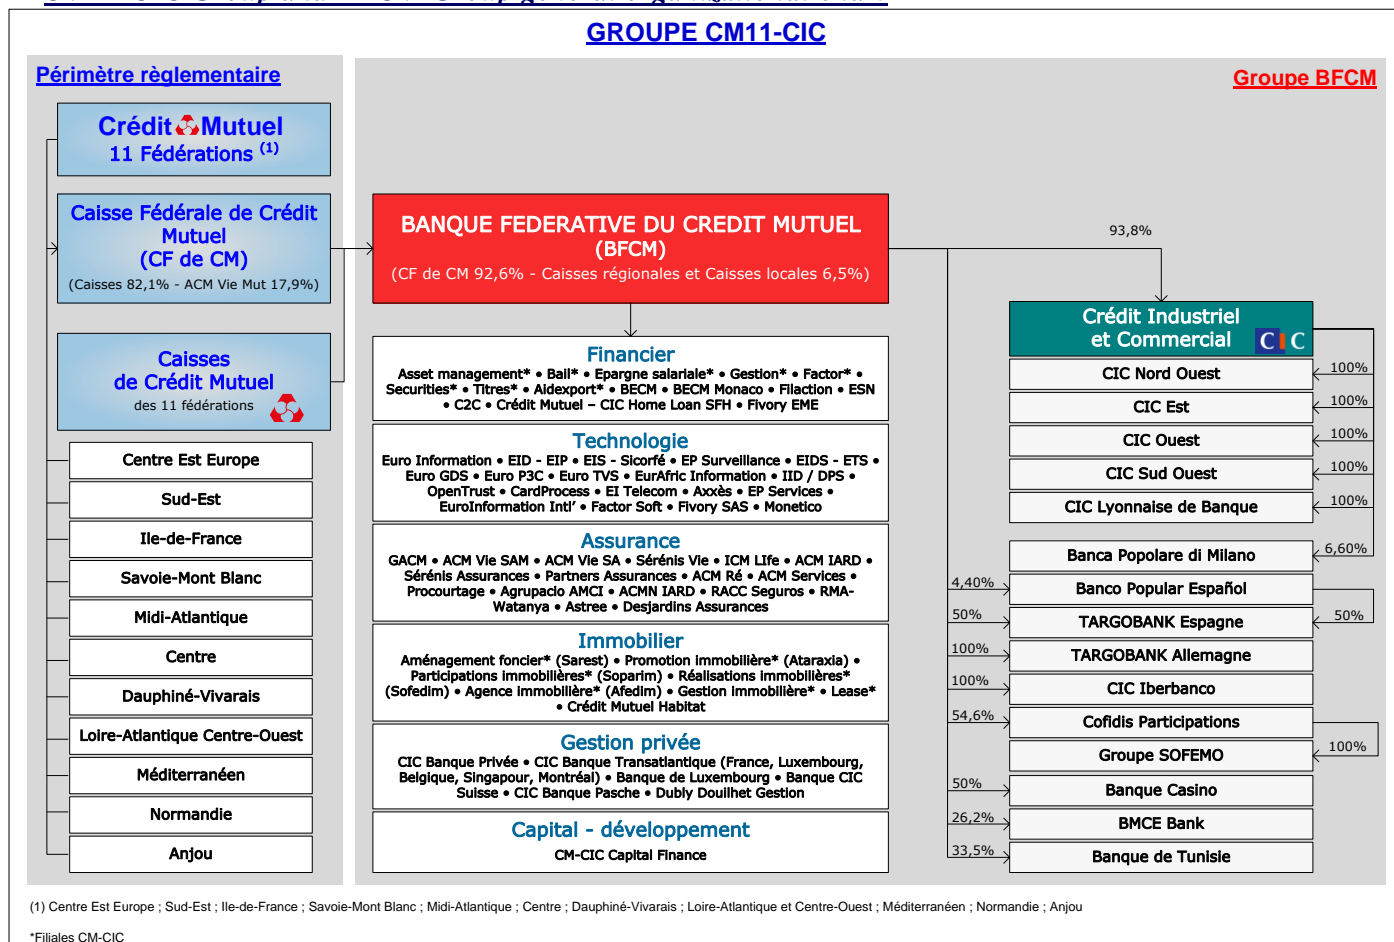 GROUPE CM11-CIC
Périmètre règlementaire
Crédit Mutuel
11 Fédérations (1)
Caisse Fédérale de Crédit
Mutuel
(CF de CM)
(Caisses 82,1% - ACM Vie Mut 17,9%)
Caisses
de Crédit Mutuel
des 11 fédérations
Centre Est Europe
Sud-Est
Ile-de-France
Savoie-Mont Blanc
Midi-Atlantique
Centre
Dauphiné-Vivarais
Loire-Atlantique Centre-Ouest
Méditerranéen
Normandie
Anjou
Groupe BFCM
BANQUE FEDERATIVE DU CREDIT MUTUEL
(BFCM)
(CF de CM 92,6% - Caisses régionales et Caisses locales 6,5%)
Financier
Asset management* • Bail* • Epargne salariale* • Gestion* • Factor* •
Securities* • Titres* • Aidexport* • BECM • BECM Monaco • Filaction • ESN
• C2C • Crédit Mutuel – CIC Home Loan SFH • Fivory EME
Technologie
Euro Information • EID - EIP • EIS - Sicorfé • EP Surveillance • EIDS - ETS •
Euro GDS • Euro P3C • Euro TVS • EurAfric Information • IID / DPS •
OpenTrust • CardProcess • EI Telecom • Axxès • EP Services •
EuroInformation Intl’ • Factor Soft • Fivory SAS • Monetico
Assurance
GACM • ACM Vie SAM • ACM Vie SA • Sérénis Vie • ICM LIfe • ACM IARD •
Sérénis Assurances • Partners Assurances • ACM Ré • ACM Services •
Procourtage • Agrupacio AMCI • ACMN IARD • RACC Seguros • RMA-
Watanya • Astree • Desjardins Assurances
Immobilier
Aménagement foncier* (Sarest) • Promotion immobilière* (Ataraxia) •
Participations immobilières* (Soparim) • Réalisations immobilières*
(Sofedim) • Agence immobilière* (Afedim) • Gestion immobilière* • Lease*
• Crédit Mutuel Habitat
Gestion privée
CIC Banque Privée • CIC Banque Transatlantique (France, Luxembourg,
Belgique, Singapour, Montréal) • Banque de Luxembourg • Banque CIC
Suisse • CIC Banque Pasche • Dubly Douilhet Gestion
Capital - développement
CM-CIC Capital Finance
93,8%
Crédit Industriel
et Commercial
CIC
CIC Nord Ouest
100%
CIC Est
100%
CIC Ouest
100%
CIC Sud Ouest
100%
CIC Lyonnaise de Banque
100%
Banca Popolare di Milano
6,60%
4,40%
Banco Popular Español
50%
TARGOBANK Espagne
50%
100%
TARGOBANK Allemagne
100%
CIC Iberbanco
54,6%
Cofidis Participations
Groupe SOFEMO
100%
50%
Banque Casino
26,2%
BMCE Bank
33,5%
Banque de Tunisie
(1) Centre Est Europe ; Sud-Est ; Ile-de-France ; Savoie-Mont Blanc ; Midi-Atlantique ; Centre ; Dauphiné-Vivarais ; Loire-Atlantique et Centre-Ouest ; Méditerranéen ; Normandie ; Anjou
*Filiales CM-CIC